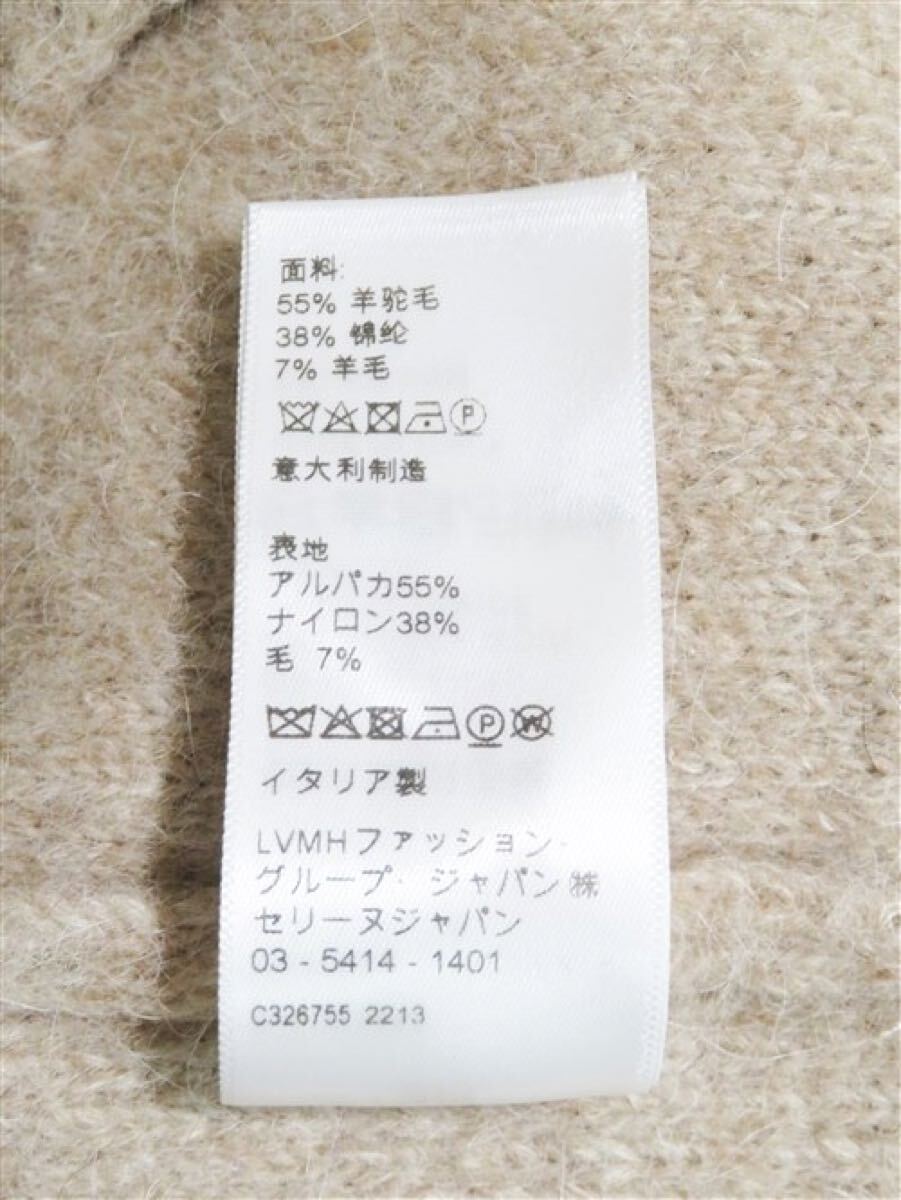 面料:
55% 羊驼毛
38% 锦纶
7% 羊毛
P
意大利制造
表地
アルパカ55%
ナイロン38%
毛 7%
P W
イタリア製
LVMHファッション・
グループ・ジャパン㈱
セリーヌジャパン
03 - 5414 - 1401
C326755 2213